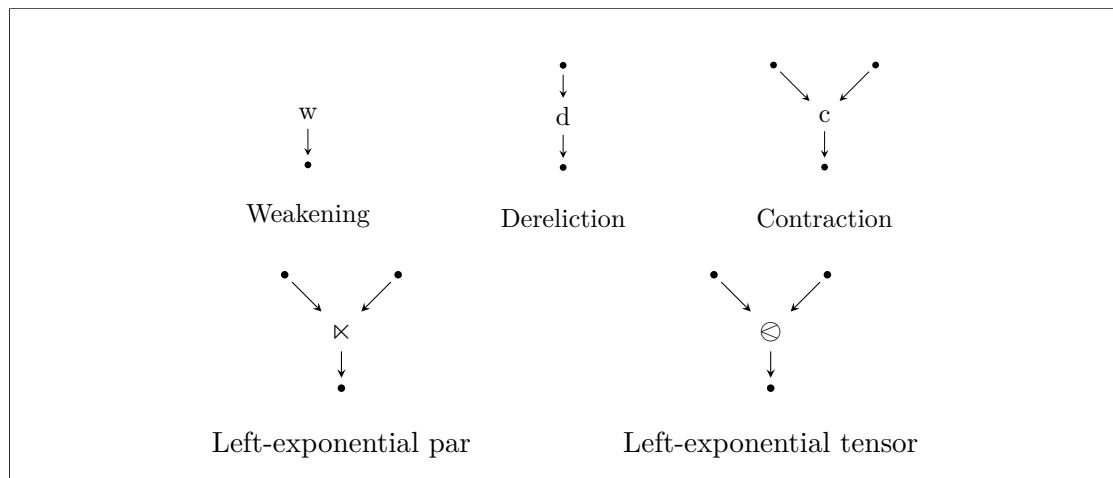 w
d
c
Weakening
Dereliction
Contraction
⋉
⧀
Left-exponential par
Left-exponential tensor